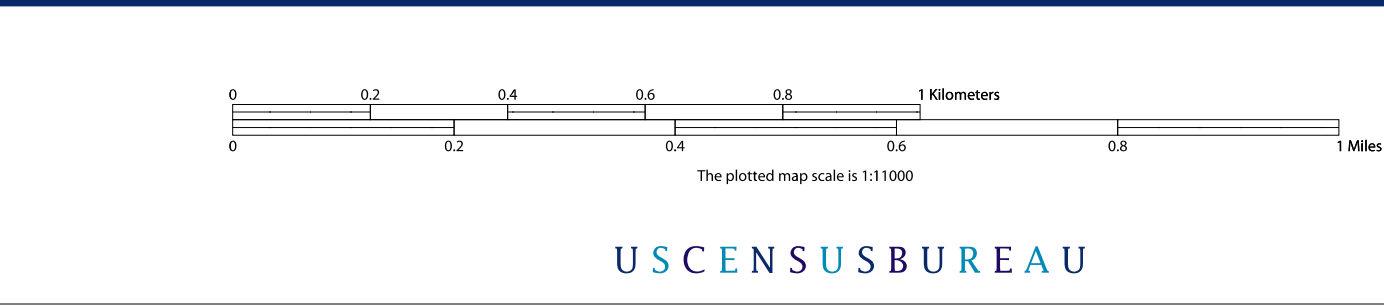 0 0.2 0.4 0.6 0.8 1 Kilometers
0 0.2 0.4 0.6 0.8 1 Miles
The plotted map scale is 1:11000
USCENSUSBUREAU